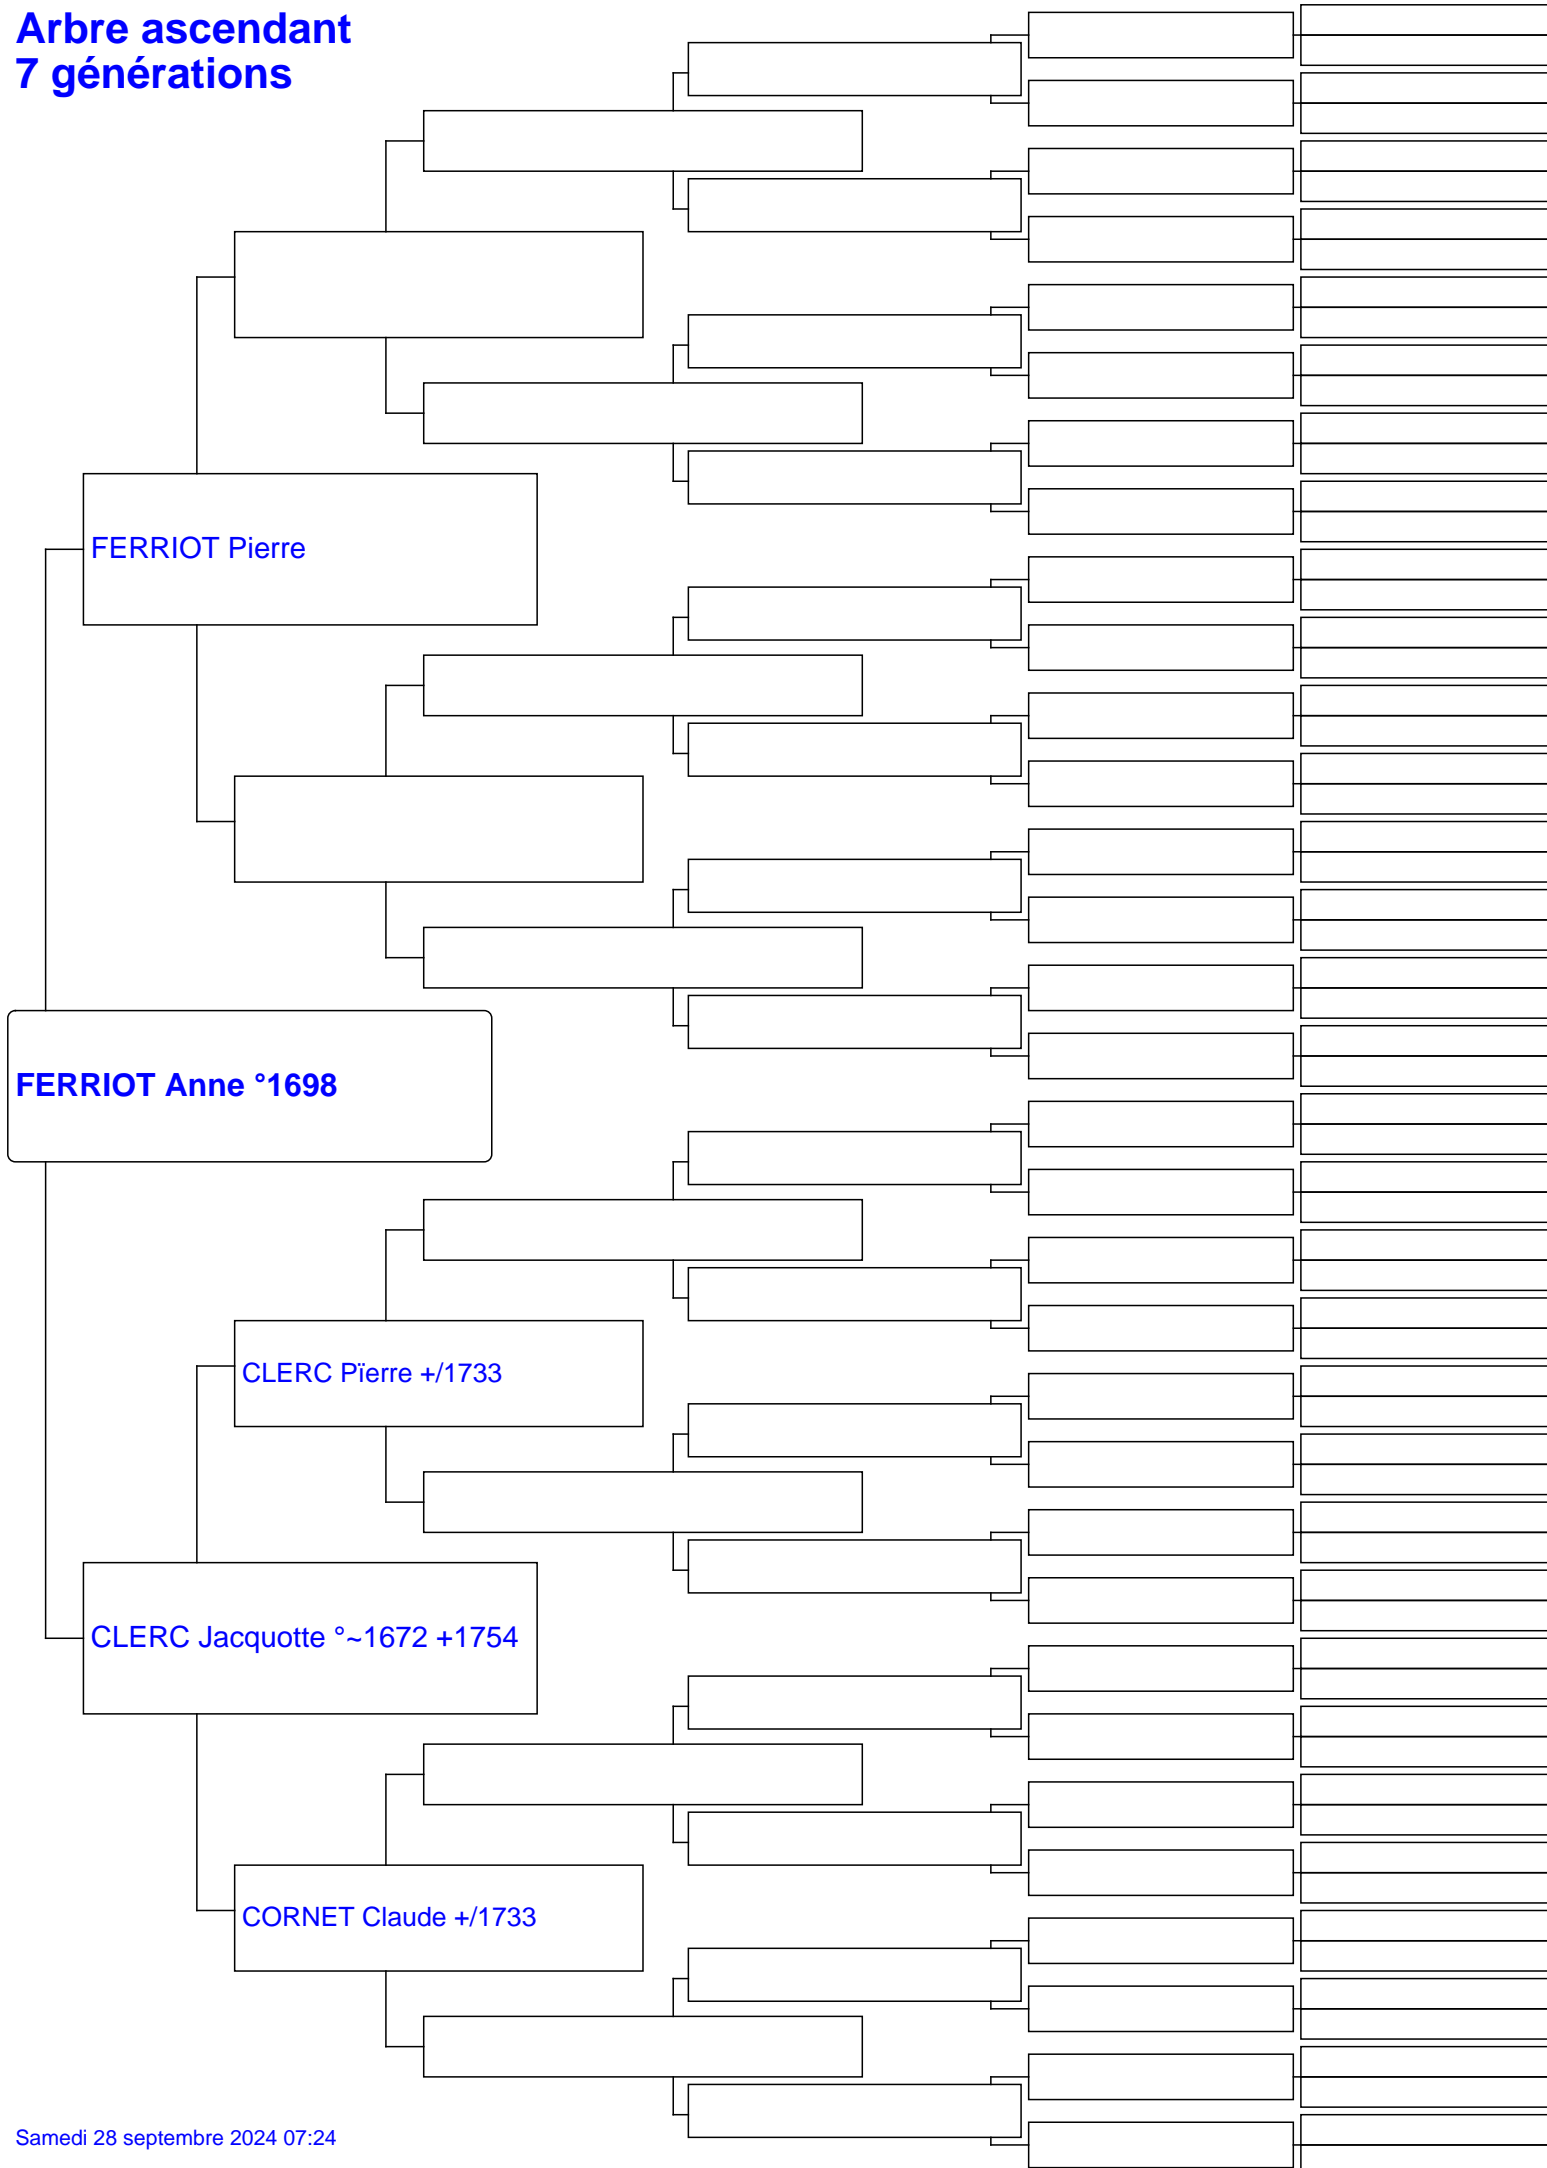 Arbre ascendant
7 générations
FERRIOT Pierre
FERRIOT Anne °1698
CLERC Pïerre +/1733
CLERC Jacquotte °~1672 +1754
CORNET Claude +/1733
Samedi 28 septembre 2024 07:24